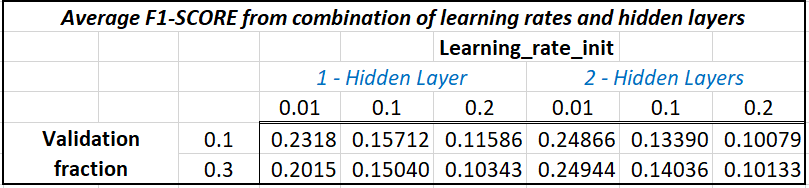 Average F1-SCORE from combination of learning rates and hidden layers
Learning_rate_init
1 - Hidden Layer 2 - Hidden Layers
0.01 0.1 0.2 0.01 0.1 0.2
Validation fraction 0.1 0.2318 0.15712 0.11586 0.24866 0.13390 0.10079
0.3 0.2015 0.15040 0.10343 0.24944 0.14036 0.10133